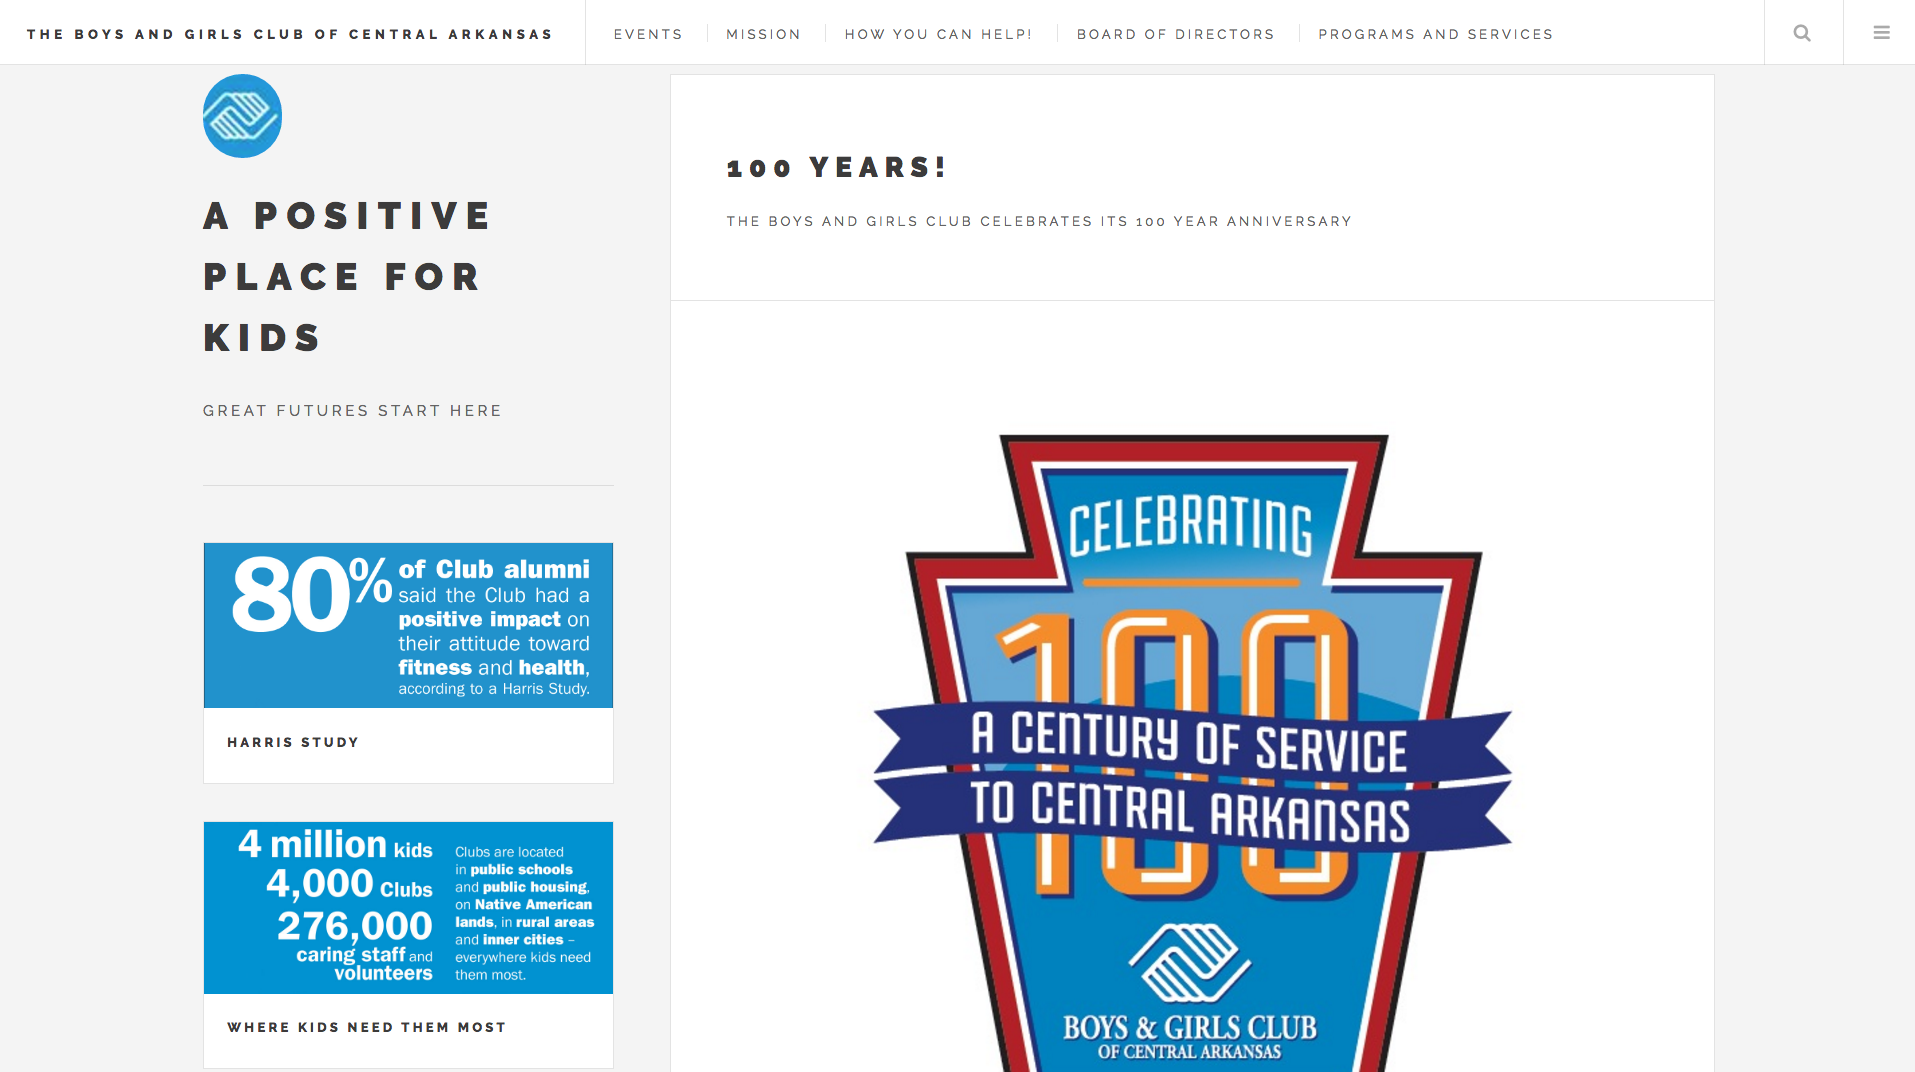 THE BOYS AND GIRLS CLUB OF CENTRAL ARKANSAS
EVENTS
MISSION
HOW YOU CAN HELP!
BOARD OF DIRECTORS
PROGRAMS AND SERVICES
A POSITIVE
PLACE FOR
KIDS
GREAT FUTURES START HERE
80% of Club alumni
said the Club had a
positive impact on
their attitude toward
fitness and health,
according to a Harris Study.
HARRIS STUDY
4 million kids
4,000 Clubs
276,000
caring staff and
volunteers
Clubs are located
in public schools
and public housing,
on Native American
lands, in rural areas
and inner cities –
everywhere kids need
them most.
WHERE KIDS NEED THEM MOST
100 YEARS!
THE BOYS AND GIRLS CLUB CELEBRATES ITS 100 YEAR ANNIVERSARY
CELEBRATING
100
A CENTURY OF SERVICE
TO CENTRAL ARKANSAS
BOYS & GIRLS CLUB
OF CENTRAL ARKANSAS